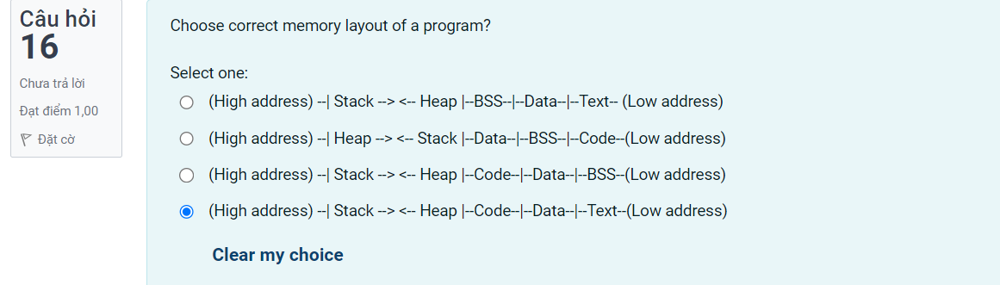 Câu hỏi
16
Chưa trả lời
Đạt điểm 1,00
Đặt cờ
Choose correct memory layout of a program?
Select one:
(High address) --| Stack --> <-- Heap |--BSS--|--Data--|--Text-- (Low address)
(High address) --| Heap --> <-- Stack |--Data--|--BSS--|--Code--(Low address)
(High address) --| Stack --> <-- Heap |--Code--|--Data--|--BSS--(Low address)
(High address) --| Stack --> <-- Heap |--Code--|--Data--|--Text--(Low address)
Clear my choice